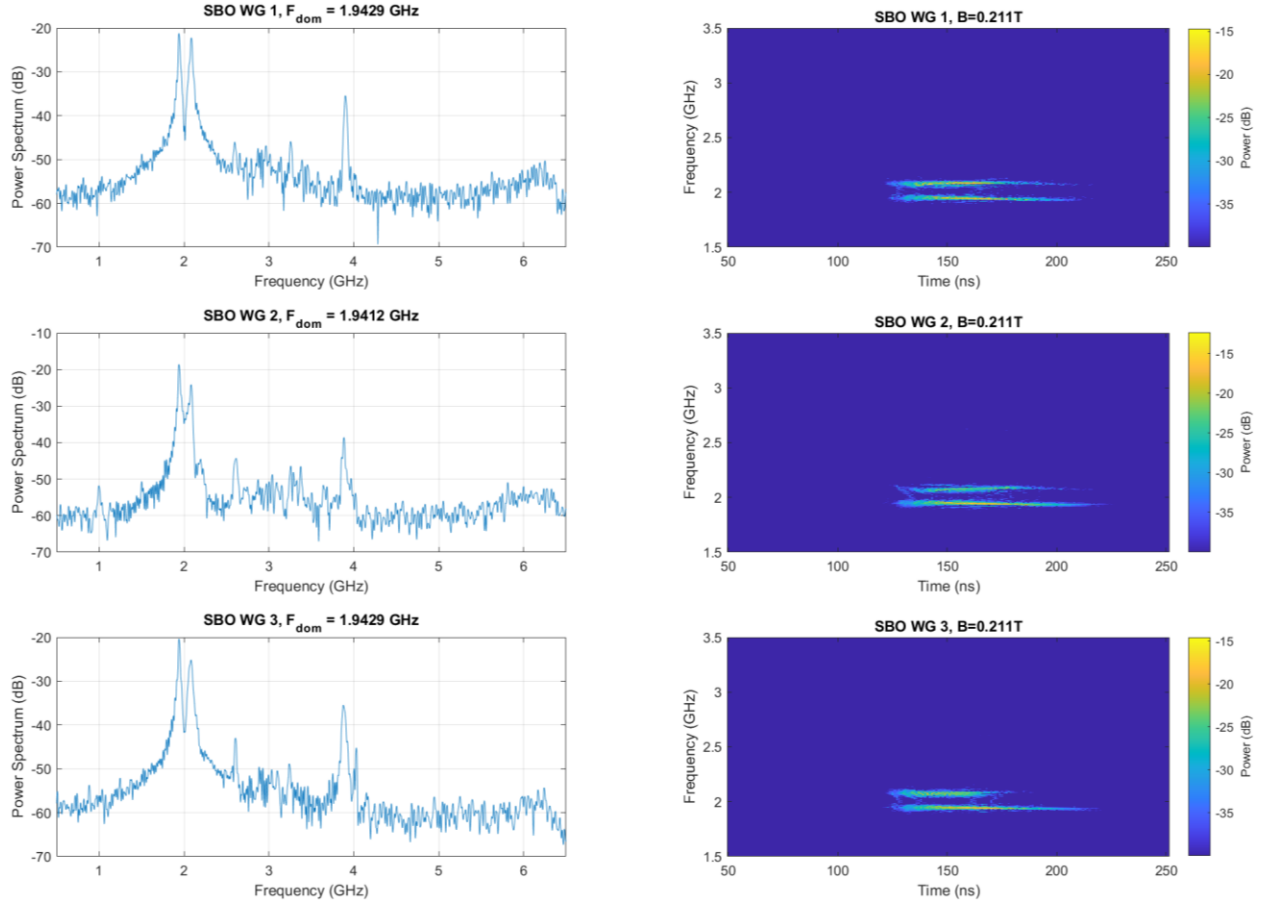 SBO WG 1, F_dom = 1.9429 GHz
-20
-30
-40
-50
-60
-70
Power Spectrum (dB)
1 2 3 4 5 6
Frequency (GHz)
SBO WG 1, B=0.211T
3.5
3
2.5
2
1.5
Frequency (GHz)
50 100 150 200 250
Time (ns)
-15
-20
-25
-30
-35
Power (dB)
SBO WG 2, F_dom = 1.9412 GHz
-10
-20
-30
-40
-50
-60
-70
Power Spectrum (dB)
1 2 3 4 5 6
Frequency (GHz)
SBO WG 2, B=0.211T
3.5
3
2.5
2
1.5
Frequency (GHz)
50 100 150 200 250
Time (ns)
-15
-20
-25
-30
-35
Power (dB)
SBO WG 3, F_dom = 1.9429 GHz
-20
-30
-40
-50
-60
-70
Power Spectrum (dB)
1 2 3 4 5 6
Frequency (GHz)
SBO WG 3, B=0.211T
3.5
3
2.5
2
1.5
Frequency (GHz)
50 100 150 200 250
Time (ns)
-15
-20
-25
-30
-35
Power (dB)